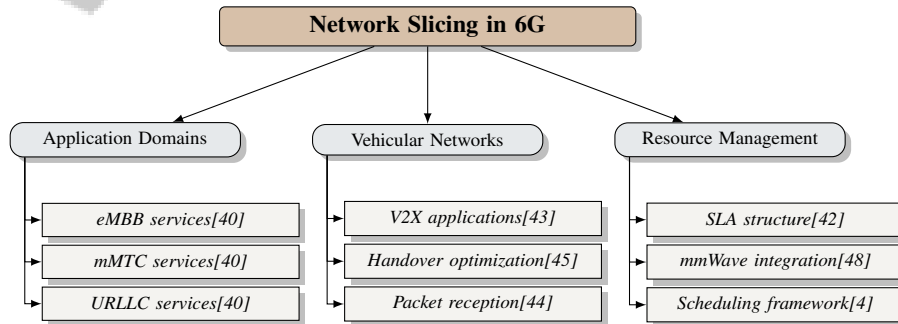 Network Slicing in 6G
Application Domains
Vehicular Networks
Resource Management
eMBB services[40]
V2X applications[43]
SLA structure[42]
mMTC services[40]
Handover optimization[45]
mmWave integration[48]
URLLC services[40]
Packet reception[44]
Scheduling framework[4]